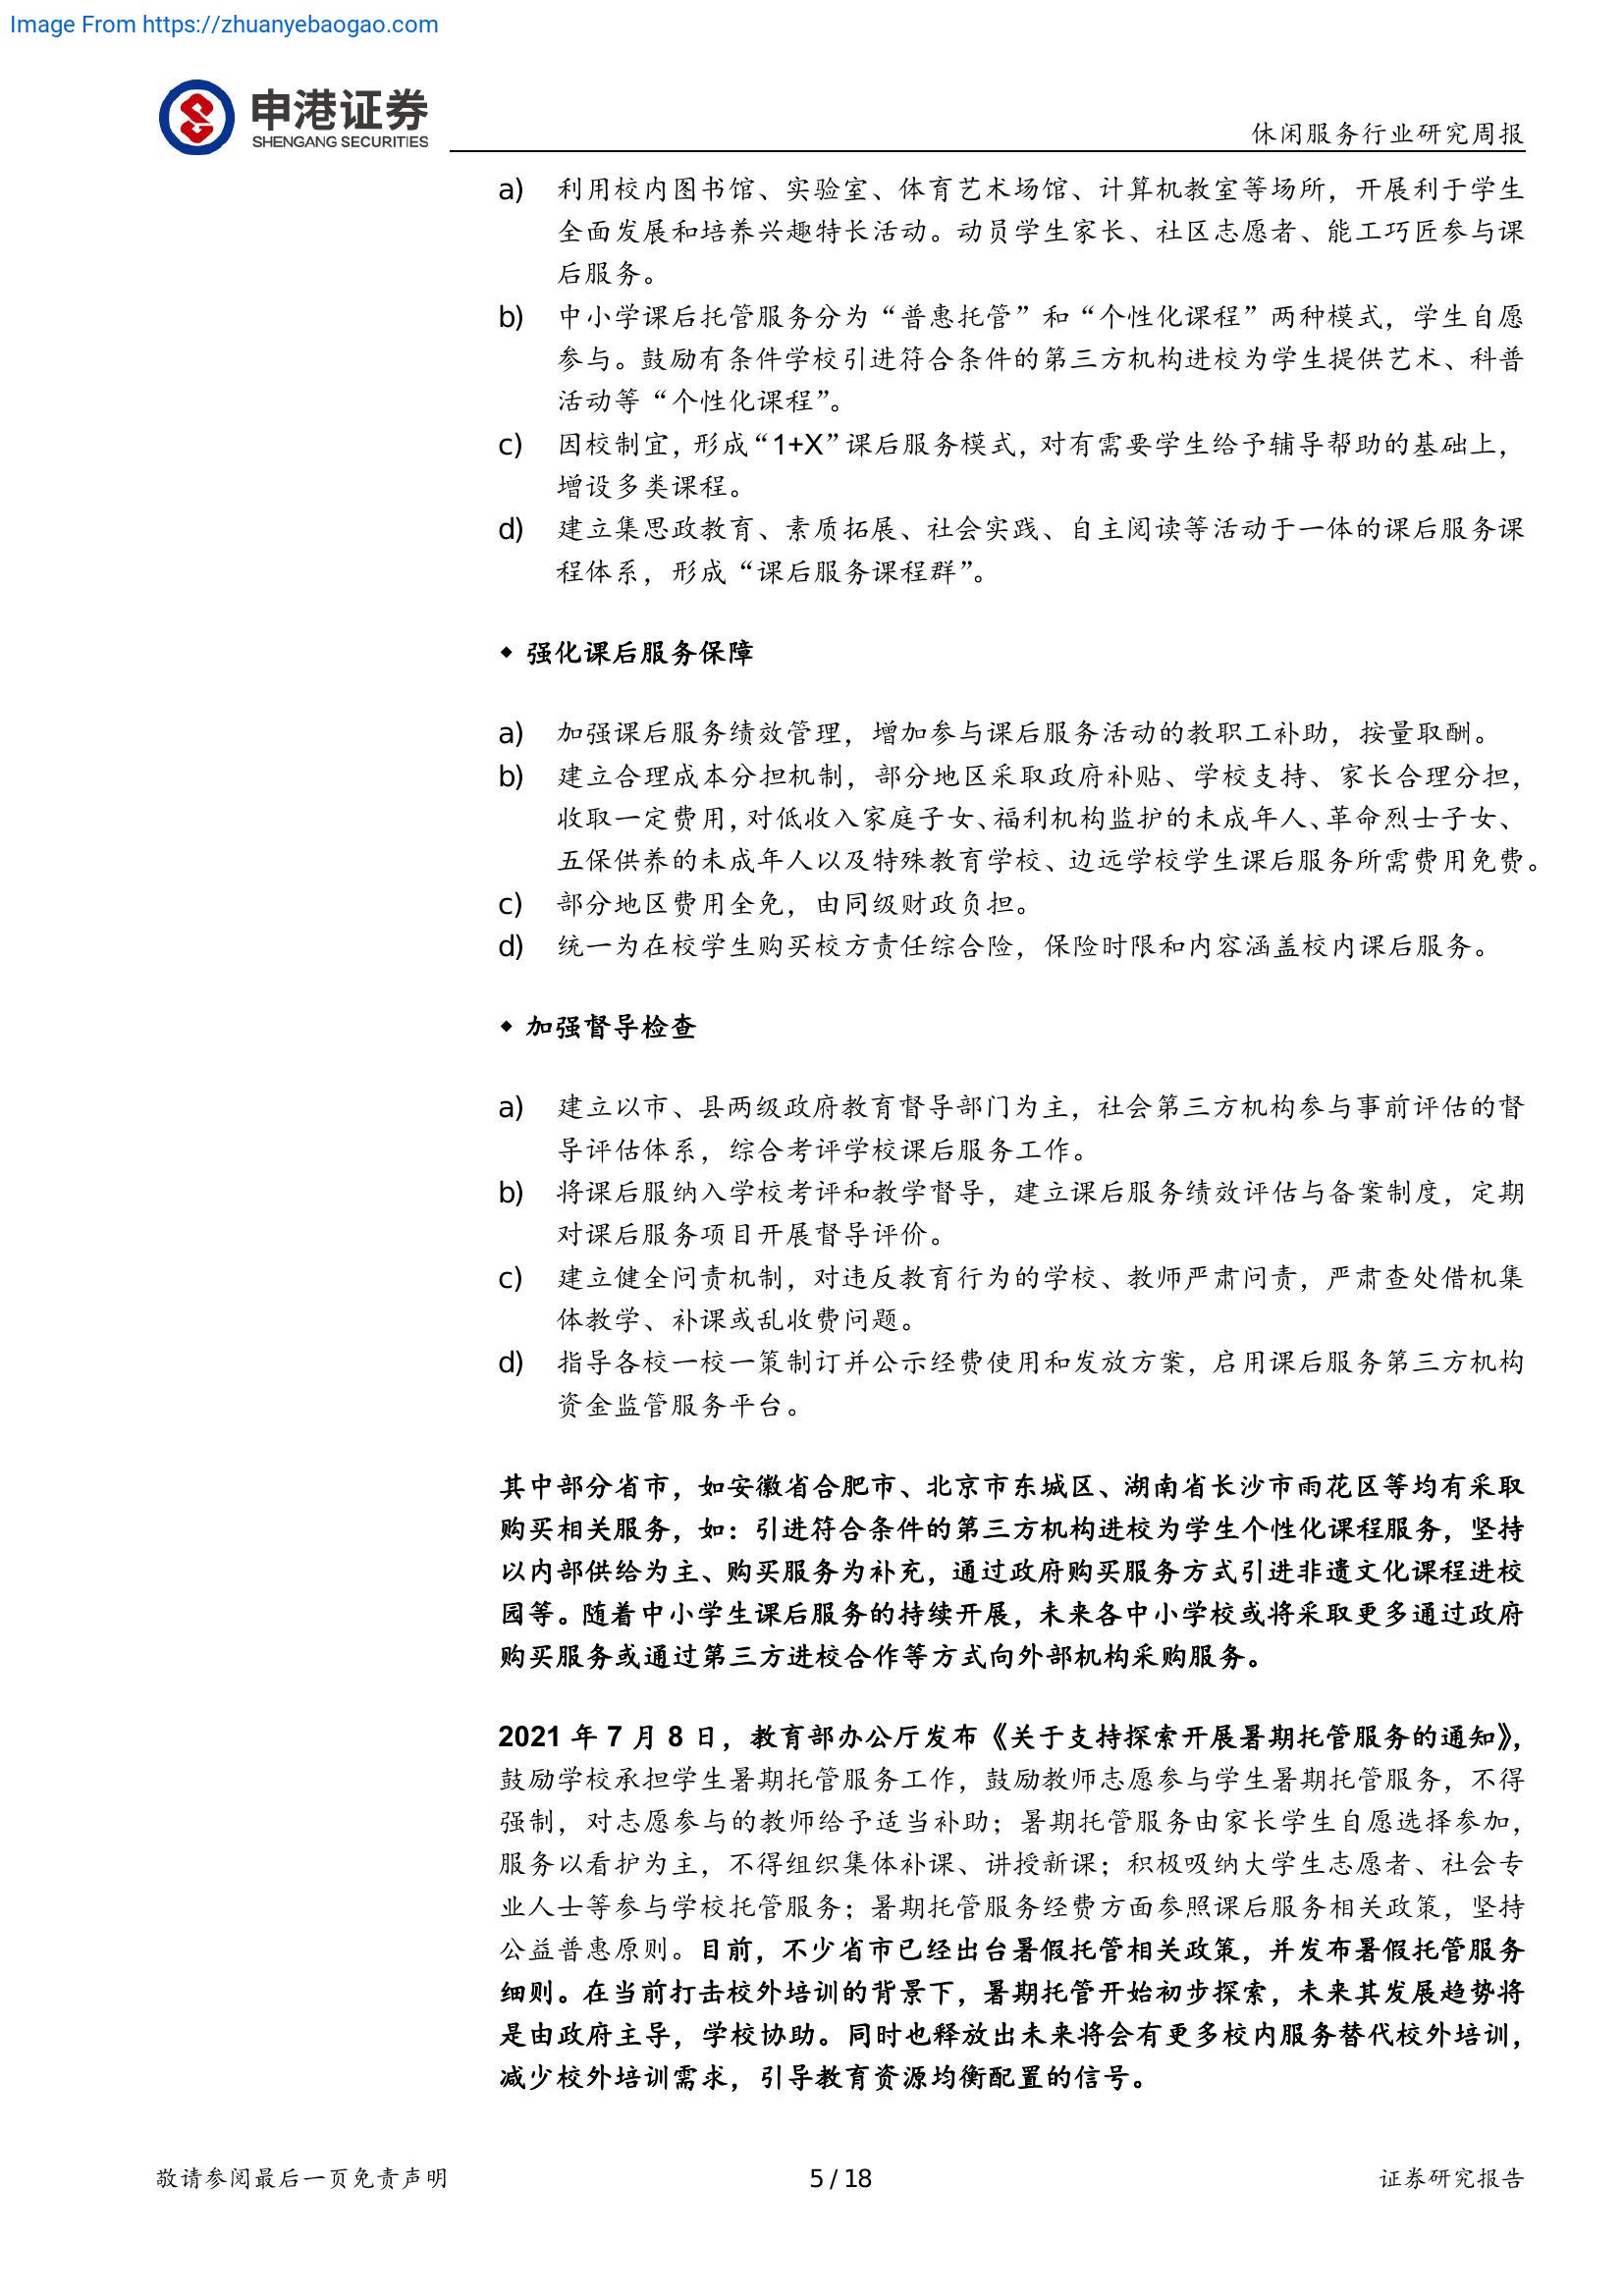 Image From https://zhuanyebaogao.com
申港证券
SHENGANG SECURITIES
休闲服务行业研究周报
a) 利用校内图书馆、实验室、体育艺术场馆、计算机教室等场所，开展利于学生
全面发展和培养兴趣特长活动。动员学生家长、社区志愿者、能工巧匠参与课
后服务。
b) 中小学课后托管服务分为“普惠托管”和“个性化课程”两种模式，学生自愿
参与。鼓励有条件学校引进符合条件的第三方机构进校为学生提供艺术、科普
活动等“个性化课程”。
c) 因校制宜，形成“1+X”课后服务模式，对有需要学生给予辅导帮助的基础上，
增设多类课程。
d) 建立集思政教育、素质拓展、社会实践、自主阅读等活动于一体的课后服务课
程体系，形成“课后服务课程群”。
◆ 强化课后服务保障
a) 加强课后服务绩效管理，增加参与课后服务活动的教职工补助，按量取酬。
b) 建立合理成本分担机制，部分地区采取政府补贴、学校支持、家长合理分担，
收取一定费用，对低收入家庭子女、福利机构监护的未成年人、革命烈士子女、
五保供养的未成年人以及特殊教育学校、边远学校学生课后服务所需费用免费。
c) 部分地区费用全免，由同级财政负担。
d) 统一为在校学生购买校方责任综合险，保险时限和内容涵盖校内课后服务。
◆ 加强督导检查
a) 建立以市、县两级政府教育督导部门为主，社会第三方机构参与事前评估的督
导评估体系，综合考评学校课后服务工作。
b) 将课后服纳入学校考评和教学督导，建立课后服务绩效评估与备案制度，定期
对课后服务项目开展督导评价。
c) 建立健全问责机制，对违反教育行为的学校、教师严肃问责，严肃查处借机集
体教学、补课或乱收费问题。
d) 指导各校一校一策制订并公示经费使用和发放方案，启用课后服务第三方机构
资金监管服务平台。
其中部分省市，如安徽省合肥市、北京市东城区、湖南省长沙市雨花区等均有采取
购买相关服务，如：引进符合条件的第三方机构进校为学生个性化课程服务，坚持
以内部供给为主、购买服务为补充，通过政府购买服务方式引进非遗文化课程进校
园等。随着中小学生课后服务的持续开展，未来各中小学校或将采取更多通过政府
购买服务或通过第三方进校合作等方式向外部机构采购服务。
2021 年 7 月 8 日，教育部办公厅发布《关于支持探索开展暑期托管服务的通知》，
鼓励学校承担学生暑期托管服务工作，鼓励教师志愿参与学生暑期托管服务，不得
强制，对志愿参与的教师给予适当补助；暑期托管服务由家长学生自愿选择参加，
服务以看护为主，不得组织集体补课、讲授新课；积极吸纳大学生志愿者、社会专
业人士等参与学校托管服务；暑期托管服务经费方面参照课后服务相关政策，坚持
公益普惠原则。目前，不少省市已经出台暑假托管相关政策，并发布暑假托管服务
细则。在当前打击校外培训的背景下，暑期托管开始初步探索，未来其发展趋势将
是由政府主导，学校协助。同时也释放出未来将会有更多校内服务替代校外培训，
减少校外培训需求，引导教育资源均衡配置的信号。
敬请参阅最后一页免责声明
5 / 18
证券研究报告